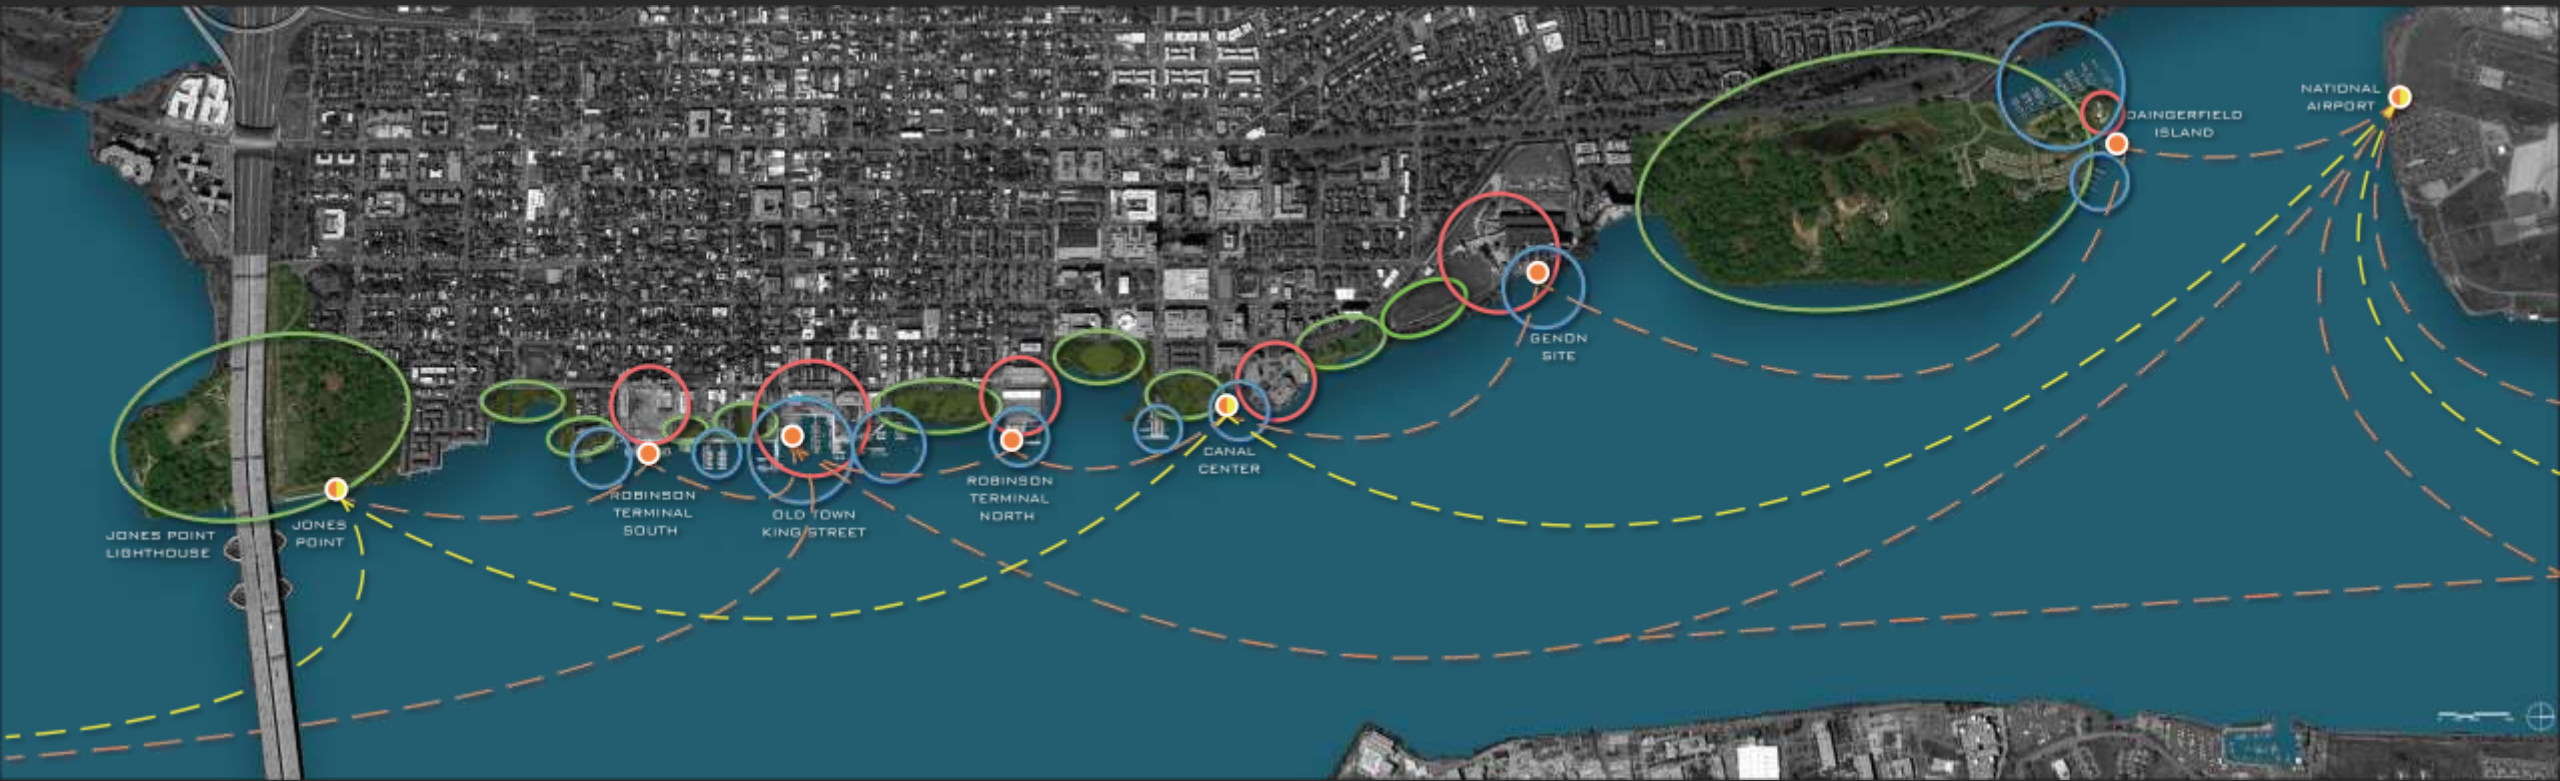 NATIONAL
AIRPORT
DAINGERFIELD
ISLAND
GENON
SITE
CANAL
CENTER
ROBINSON
TERMINAL
NORTH
OLD TOWN
KING STREET
ROBINSON
TERMINAL
SOUTH
JONES
POINT
JONES POINT
LIGHTHOUSE